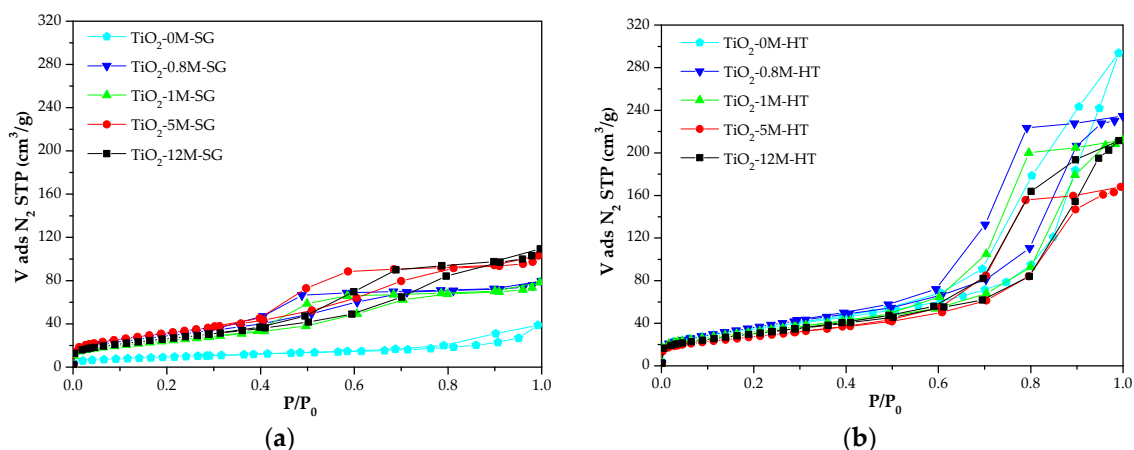 320
280
240
200
160
120
80
40
0
V ads N₂ STP (cm³/g)
TiO₂-0M-SG
TiO₂-0.8M-SG
TiO₂-1M-SG
TiO₂-5M-SG
TiO₂-12M-SG
0.0 0.2 0.4 0.6 0.8 1.0
P/P₀
(a)
320
280
240
200
160
120
80
40
0
V ads N₂ STP (cm³/g)
TiO₂-0M-HT
TiO₂-0.8M-HT
TiO₂-1M-HT
TiO₂-5M-HT
TiO₂-12M-HT
0.0 0.2 0.4 0.6 0.8 1.0
P/P₀
(b)